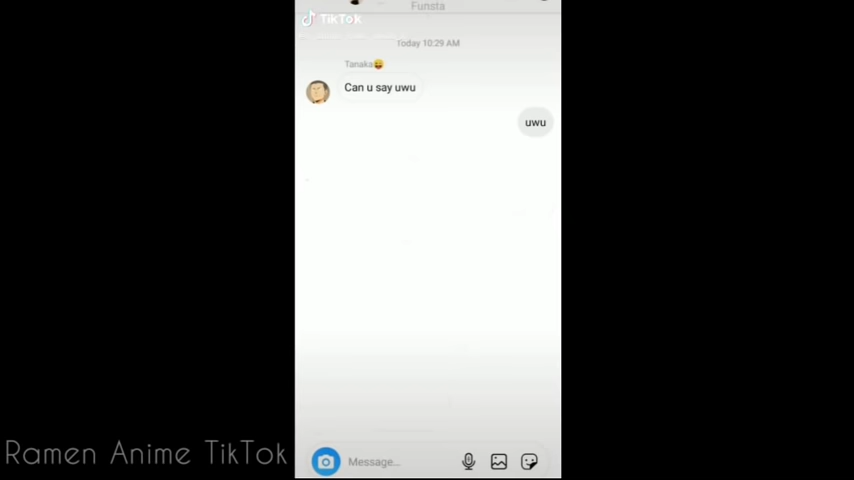 Funsta
TikTok
Today 10:29 AM
Tanaka😜
Can u say uwu
uwu
Message...
Ramen Anime TikTok